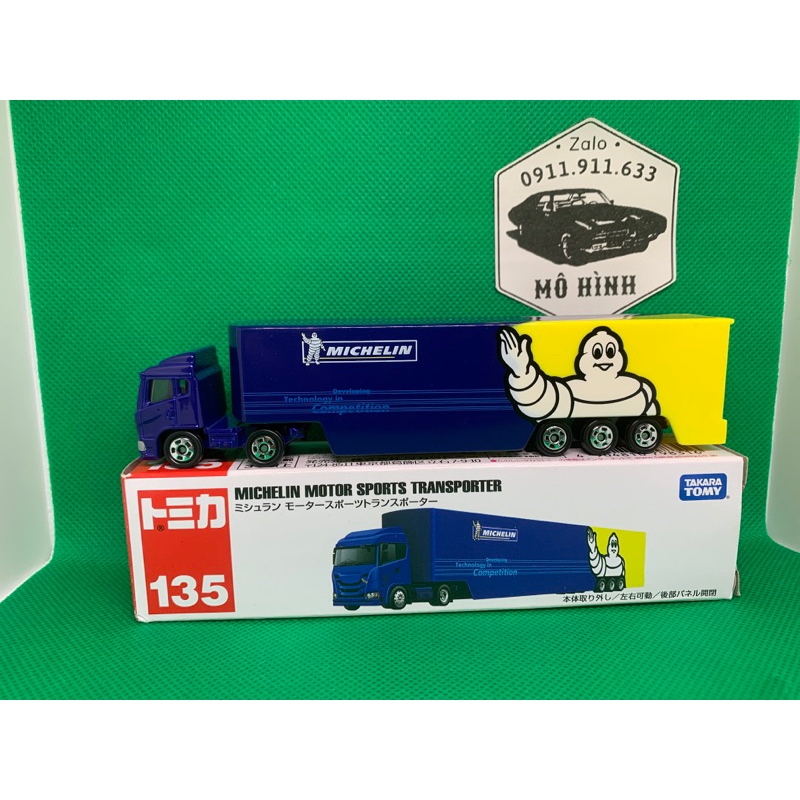 • Zalo •
0911.911.633
MÔ HÌNH
MICHELIN
Developing
Technology in
Competition
トミカ
®
135
MICHELIN MOTOR SPORTS TRANSPORTER
ミシュラン モータースポーツトランスポーター
TAKARA
TOMY
MICHELIN
Developing
Technology in
Competition
本体取り外し／左右可動／後部パネル開閉